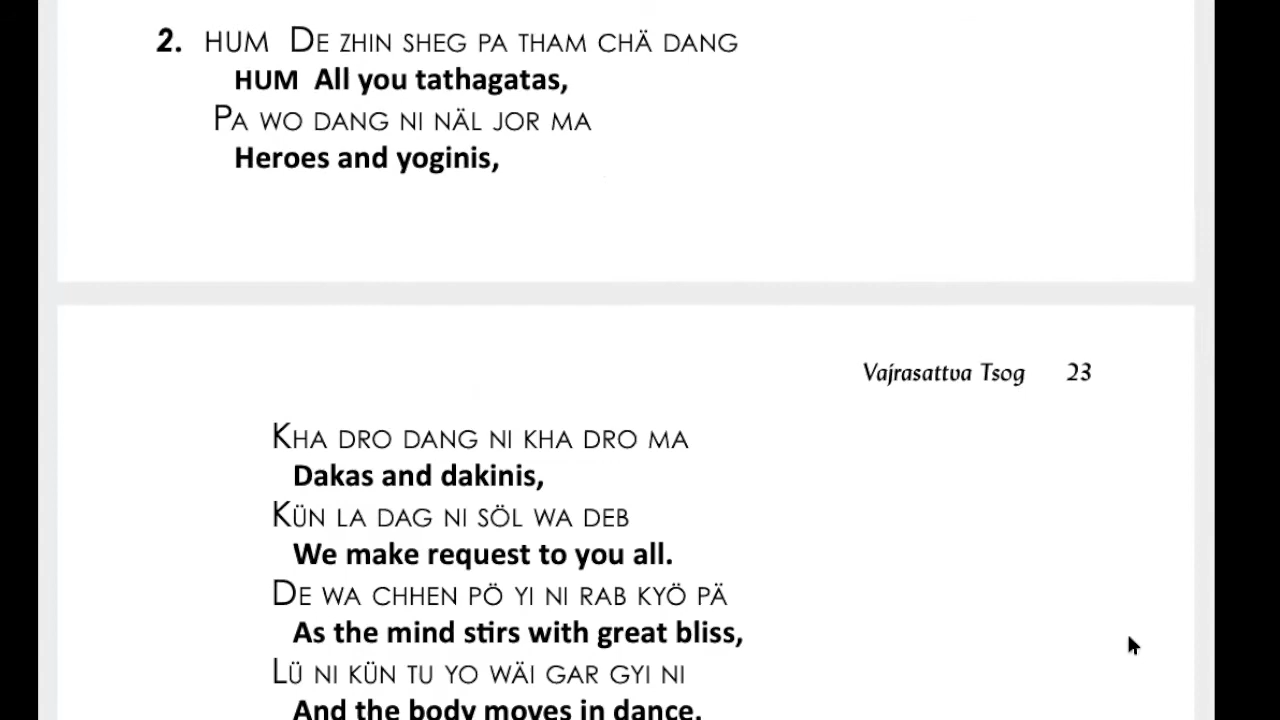 2. HUM DE ZHIN SHEG PA THAM CHÄ DANG
HUM All you tathagatas,
PA WO DANG NI NÄL JOR MA
Heroes and yoginis,
Vajrasattva Tsog 23
KHA DRO DANG NI KHA DRO MA
Dakas and dakinis,
KÜN LA DAG NI SÖL WA DEB
We make request to you all.
DE WA CHHEN PÖ YI NI RAB KYÖ PÄ
As the mind stirs with great bliss,
LÜ NI KÜN TU YO WÄI GAR GYI NI
And the body moves in dance,